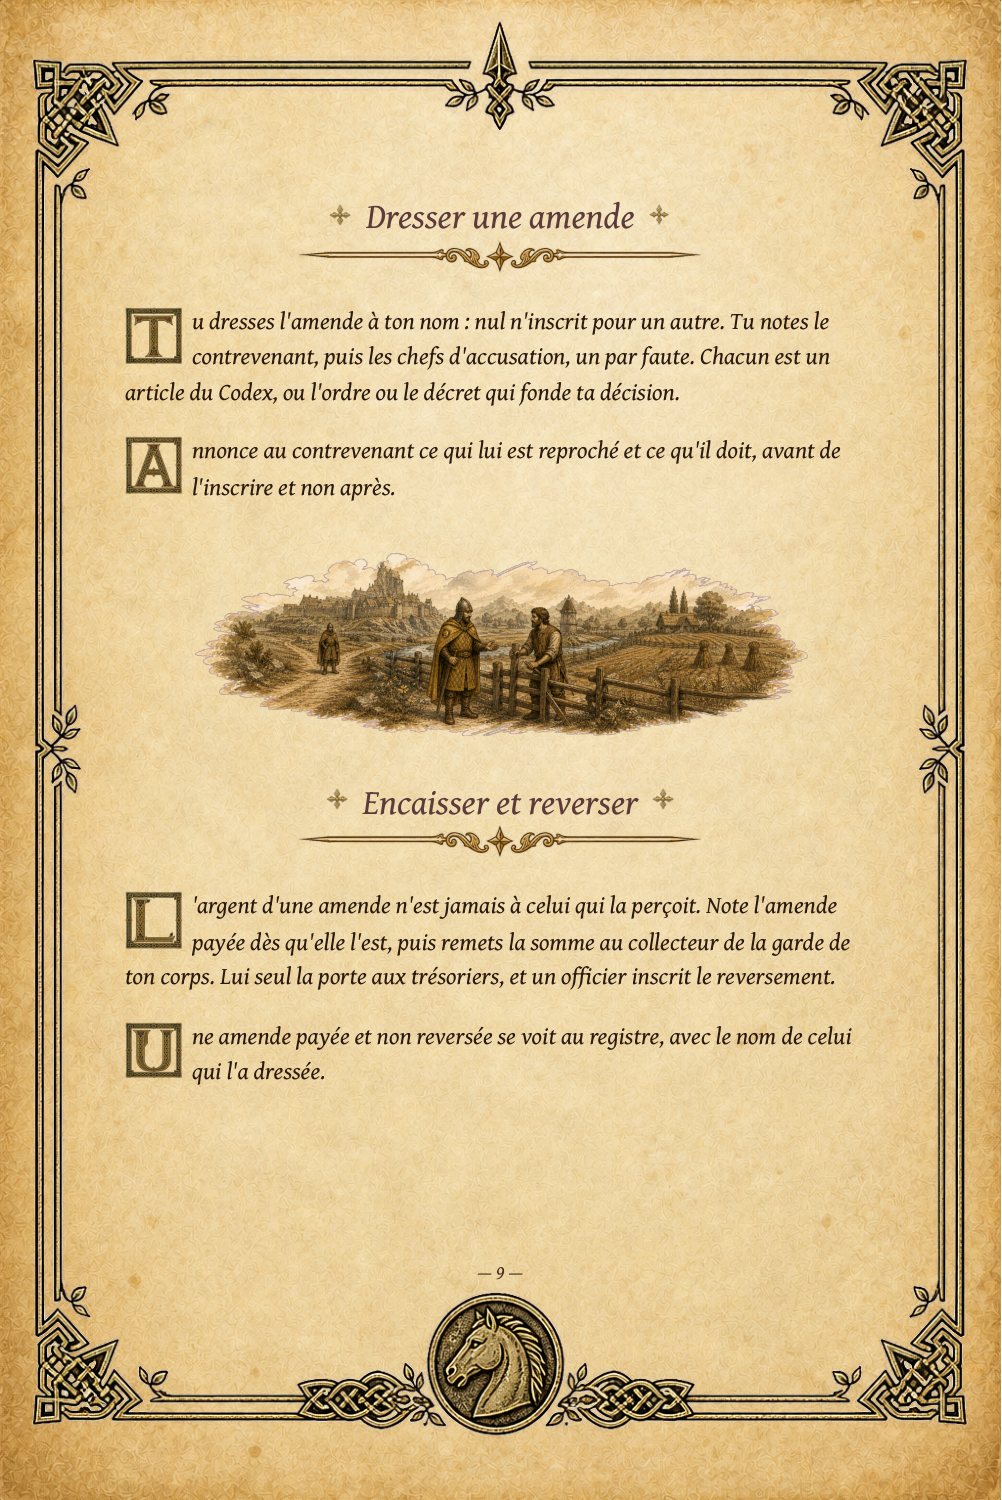 Dresser une amende
Tu dresses l'amende à ton nom : nul n'inscrit pour un autre. Tu notes le
contrevenant, puis les chefs d'accusation, un par faute. Chacun est un
article du Codex, ou l'ordre ou le décret qui fonde ta décision.
Annonce au contrevenant ce qui lui est reproché et ce qu'il doit, avant de
l'inscrire et non après.
Encaisser et reverser
L'argent d'une amende n'est jamais à celui qui la perçoit. Note l'amende
payée dès qu'elle l'est, puis remets la somme au collecteur de la garde de
ton corps. Lui seul la porte aux trésoriers, et un officier inscrit le reversement.
Une amende payée et non reversée se voit au registre, avec le nom de celui
qui l'a dressée.
— 9 —